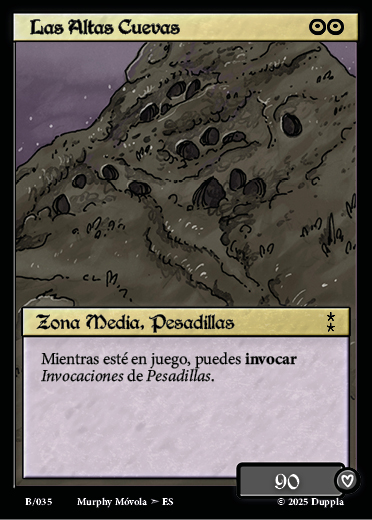 Las Altas Cuevas
Zona Media, Pesadillas
Mientras esté en juego, puedes invocar
Invocaciones de Pesadillas.
90
B/035 Murphy Móvola ➣ ES © 2025 Duppla